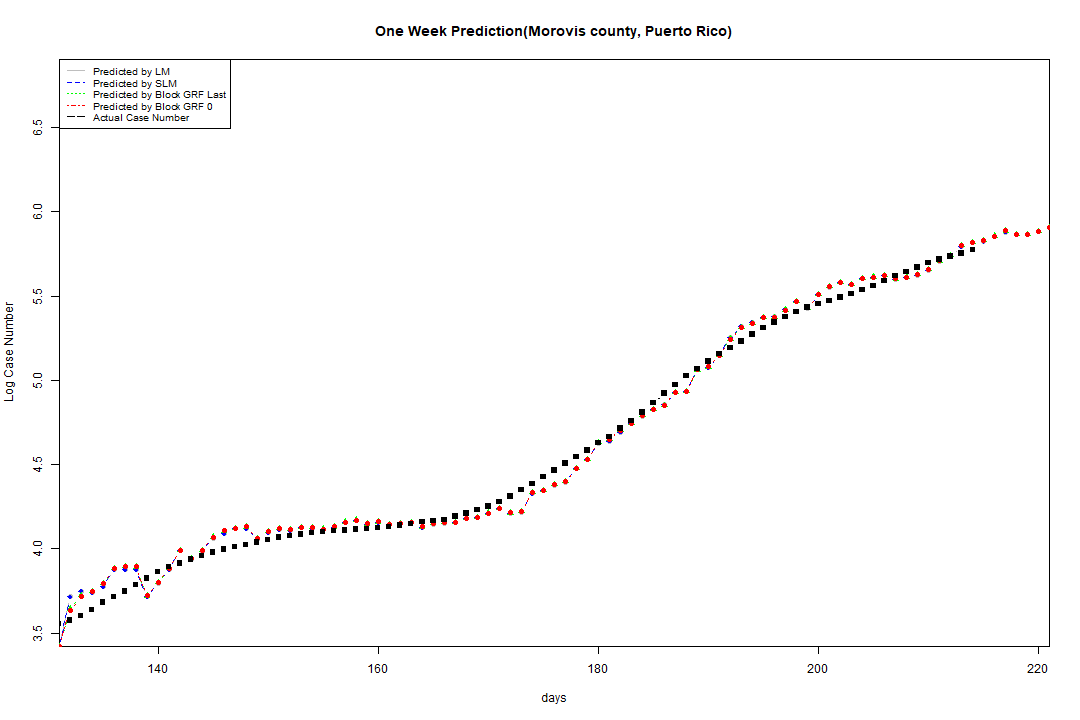 One Week Prediction(Morovis county, Puerto Rico)
Predicted by LM
Predicted by SLM
Predicted by Block GRF Last
Predicted by Block GRF 0
Actual Case Number
6.5
6.0
5.5
5.0
4.5
4.0
3.5
Log Case Number
140 160 180 200 220
days